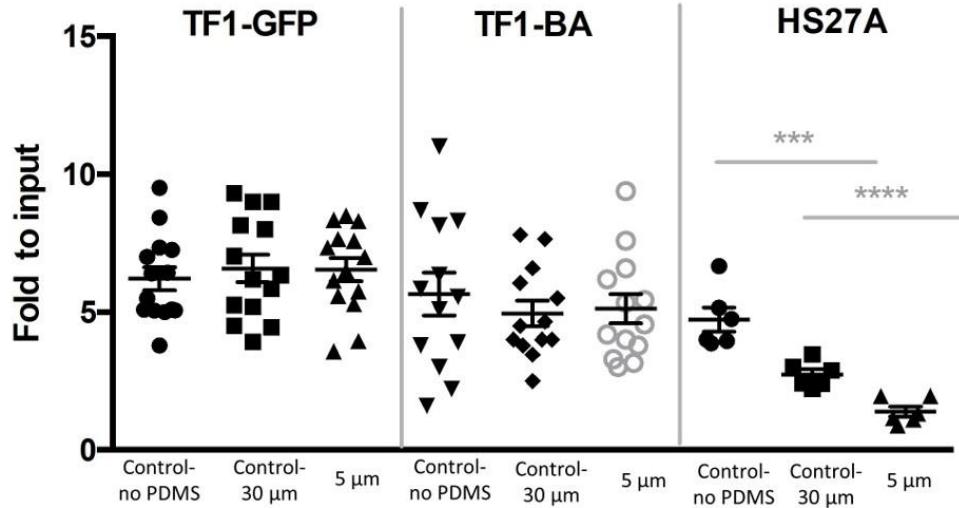 TF1-GFP
TF1-BA
HS27A
Fold to input
15
10
5
0
***
****
Control-
no PDMS
Control-
30 µm
5 µm
Control-
no PDMS
Control-
30 µm
5 µm
Control-
no PDMS
Control-
30 µm
5 µm